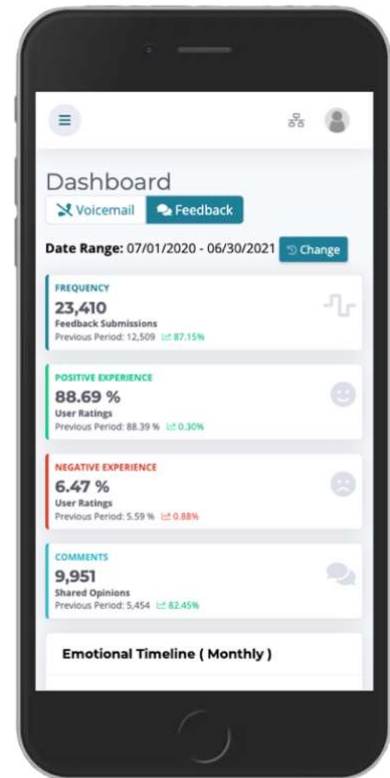 Dashboard
Voicemail Feedback
Date Range: 07/01/2020 - 06/30/2021 Change
FREQUENCY
23,410
Feedback Submissions
Previous Period: 12,509 87.15%
POSITIVE EXPERIENCE
88.69 %
User Ratings
Previous Period: 88.39 % 0.30%
NEGATIVE EXPERIENCE
6.47 %
User Ratings
Previous Period: 5.59 % 0.88%
COMMENTS
9,951
Shared Opinions
Previous Period: 5,454 82.45%
Emotional Timeline ( Monthly )